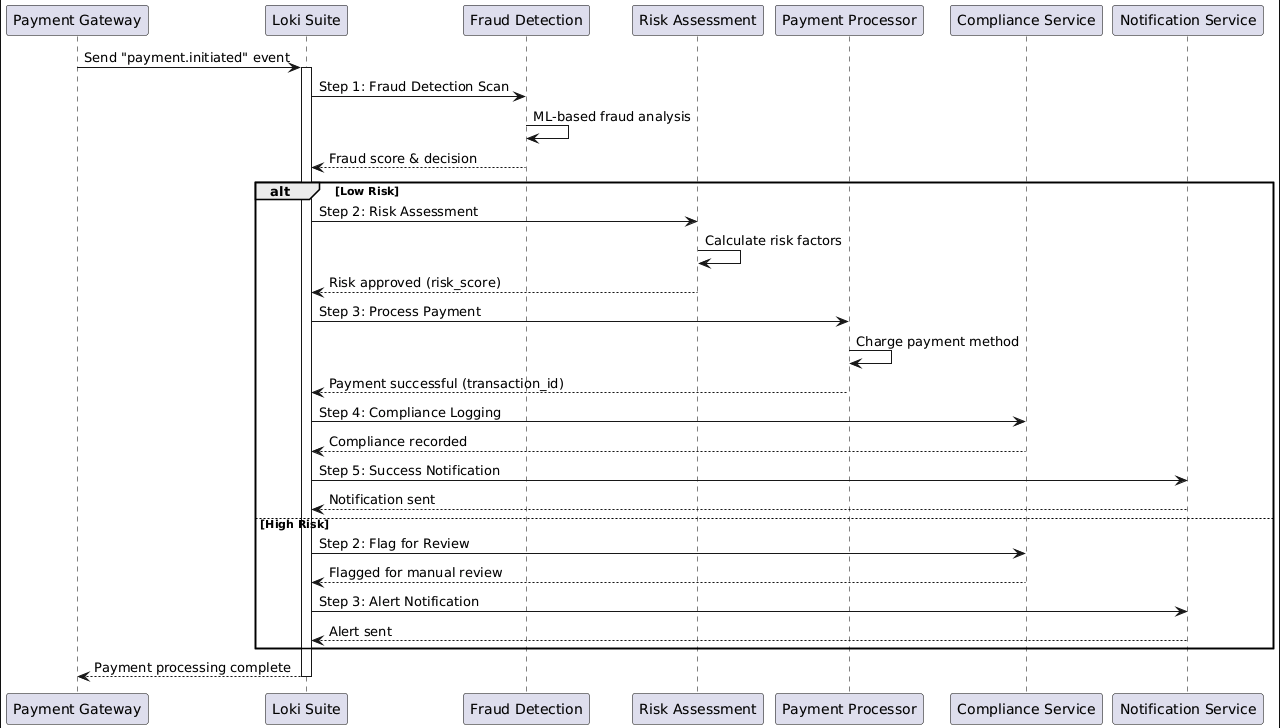 Payment Gateway
Loki Suite
Fraud Detection
Risk Assessment
Payment Processor
Compliance Service
Notification Service
Send "payment.initiated" event
Step 1: Fraud Detection Scan
ML-based fraud analysis
Fraud score & decision
alt
[Low Risk]
Step 2: Risk Assessment
Calculate risk factors
Risk approved (risk_score)
Step 3: Process Payment
Charge payment method
Payment successful (transaction_id)
Step 4: Compliance Logging
Compliance recorded
Step 5: Success Notification
Notification sent
[High Risk]
Step 2: Flag for Review
Flagged for manual review
Step 3: Alert Notification
Alert sent
Payment processing complete
Payment Gateway
Loki Suite
Fraud Detection
Risk Assessment
Payment Processor
Compliance Service
Notification Service